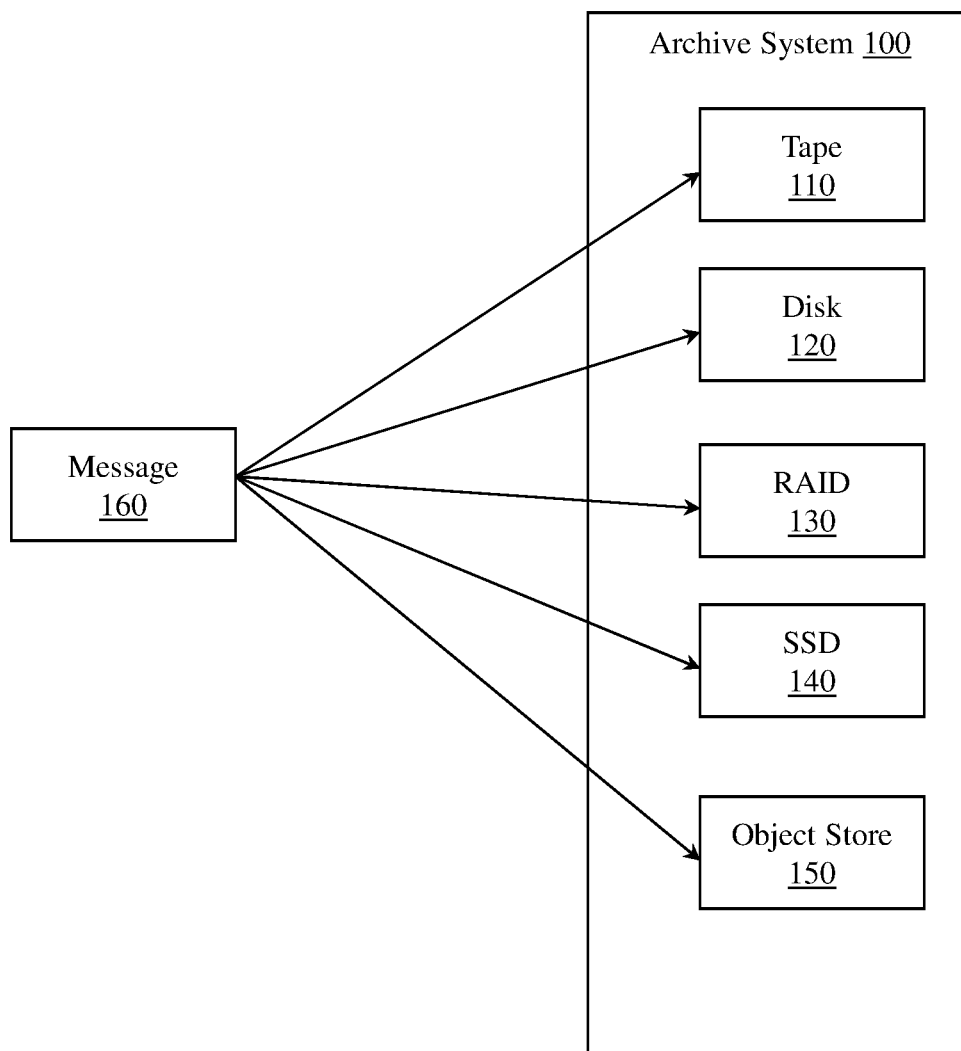 Archive System 100
Tape
110
Disk
120
Message
160
RAID
130
SSD
140
Object Store
150